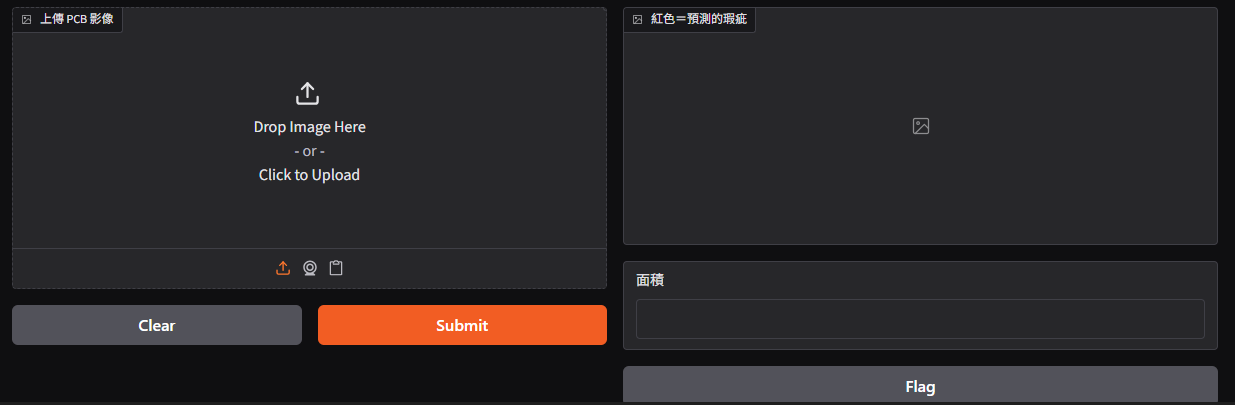 上傳 PCB 影像
Drop Image Here
- or -
Click to Upload
Clear
Submit
紅色＝預測的瑕疵
面積
Flag